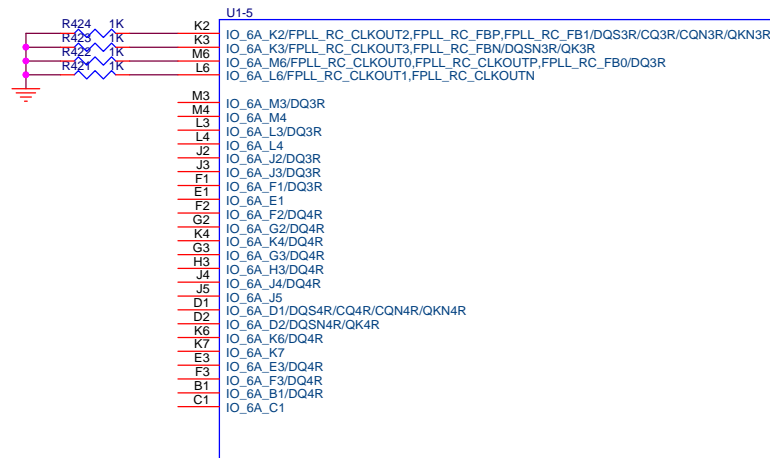 U1-5
R424 1K K2 IO_6A_K2/FPLL_RC_CLKOUT2,FPLL_RC_FBP,FPLL_RC_FB1/DQS3R/CQ3R/CQN3R/QKN3R
R423 1K K3 IO_6A_K3/FPLL_RC_CLKOUT3,FPLL_RC_FBN/DQSN3R/QK3R
R422 1K M6 IO_6A_M6/FPLL_RC_CLKOUT0,FPLL_RC_CLKOUTP,FPLL_RC_FB0/DQ3R
R421 1K L6 IO_6A_L6/FPLL_RC_CLKOUT1,FPLL_RC_CLKOUTN
M3 IO_6A_M3/DQ3R
M4 IO_6A_M4
L3 IO_6A_L3/DQ3R
L4 IO_6A_L4
J2 IO_6A_J2/DQ3R
J3 IO_6A_J3/DQ3R
F1 IO_6A_F1/DQ3R
E1 IO_6A_E1
F2 IO_6A_F2/DQ4R
G2 IO_6A_G2/DQ4R
K4 IO_6A_K4/DQ4R
G3 IO_6A_G3/DQ4R
H3 IO_6A_H3/DQ4R
J4 IO_6A_J4/DQ4R
J5 IO_6A_J5
D1 IO_6A_D1/DQS4R/CQ4R/CQN4R/QKN4R
D2 IO_6A_D2/DQSN4R/QK4R
K6 IO_6A_K6/DQ4R
K7 IO_6A_K7
E3 IO_6A_E3/DQ4R
F3 IO_6A_F3/DQ4R
B1 IO_6A_B1/DQ4R
C1 IO_6A_C1